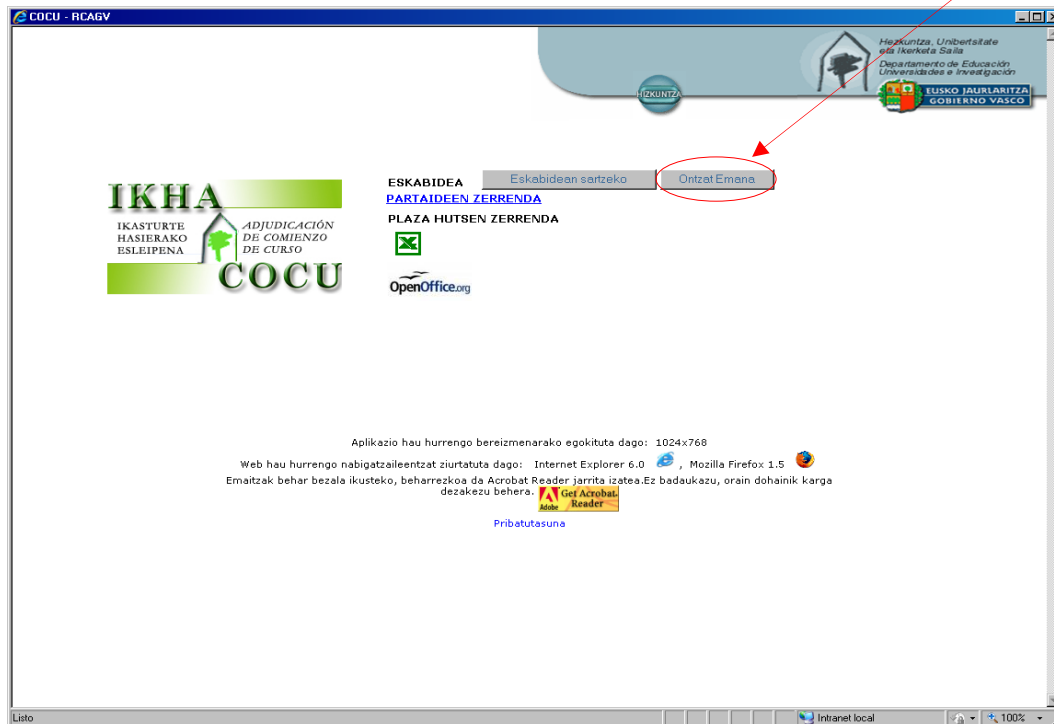 COCU - RCAGV
Hezkuntza, Unibertsitate
eta Ikerketa Saila
Departamento de Educación
Universidades e Investigación
EUSKO JAURLARITZA
GOBIERNO VASCO
HIZKUNTZA
IKHA
IKASTURTE
HASIERAKO
ESLEIPENA
ADJUDICACIÓN
DE COMIENZO
DE CURSO
COCU
ESKABIDEA Eskabidean sartzeko Ontzat Emana
PARTAIDEEN ZERRENDA
PLAZA HUTSEN ZERRENDA
OpenOffice.org
Aplikazio hau hurrengo bereizmenarako egokituta dago: 1024x768
Web hau hurrengo nabigatzaileentzat ziurtatuta dago: Internet Explorer 6.0 , Mozilla Firefox 1.5
Emaitzak behar bezala ikusteko, beharrezkoa da Acrobat Reader jarrita izatea.Ez badaukazu, orain dohainik karga
dezakezu behera. Get Acrobat
Adobe Reader
Pribatutasuna
Listo Intranet local 100%